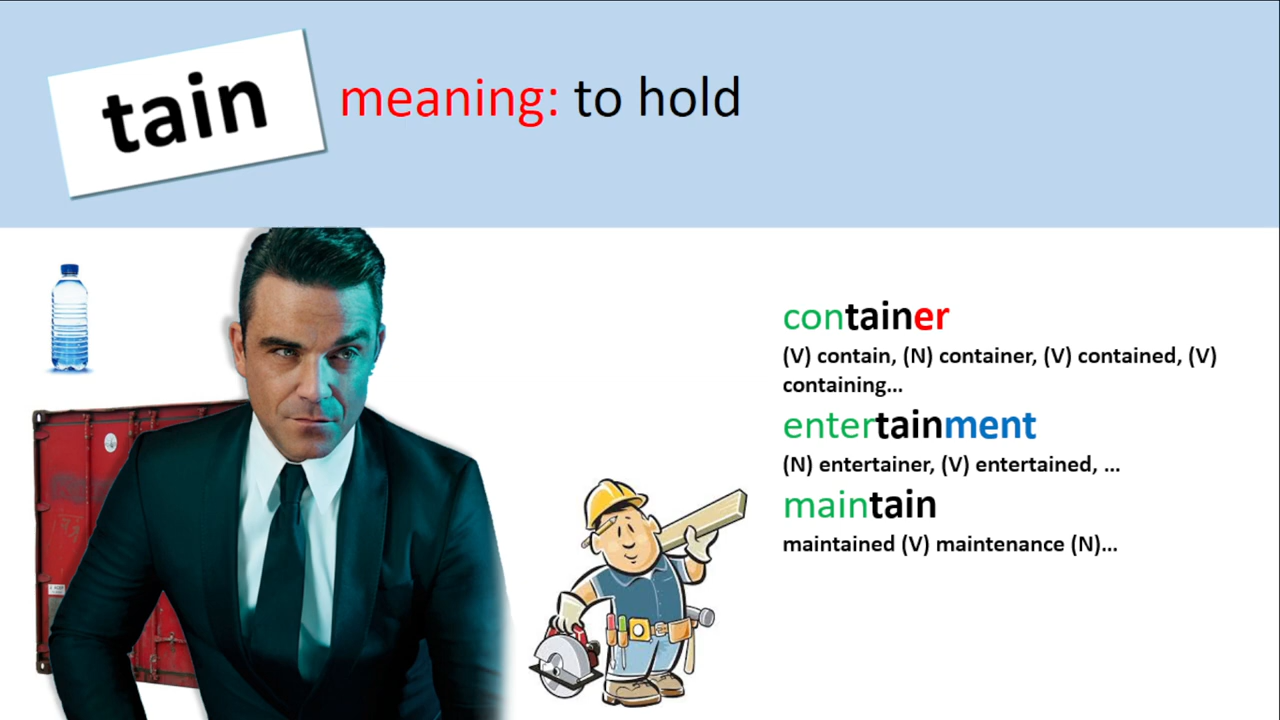 tain
meaning: to hold
container
(V) contain, (N) container, (V) contained, (V)
containing...
entertainment
(N) entertainer, (V) entertained, ...
maintain
maintained (V) maintenance (N)...